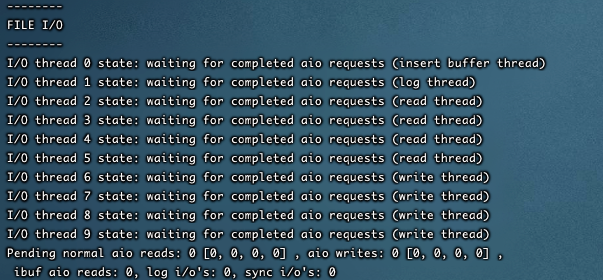 --------
FILE I/O
--------
I/O thread 0 state: waiting for completed aio requests (insert buffer thread)
I/O thread 1 state: waiting for completed aio requests (log thread)
I/O thread 2 state: waiting for completed aio requests (read thread)
I/O thread 3 state: waiting for completed aio requests (read thread)
I/O thread 4 state: waiting for completed aio requests (read thread)
I/O thread 5 state: waiting for completed aio requests (read thread)
I/O thread 6 state: waiting for completed aio requests (write thread)
I/O thread 7 state: waiting for completed aio requests (write thread)
I/O thread 8 state: waiting for completed aio requests (write thread)
I/O thread 9 state: waiting for completed aio requests (write thread)
Pending normal aio reads: 0 [0, 0, 0, 0] , aio writes: 0 [0, 0, 0, 0] ,
 ibuf aio reads: 0, log i/o's: 0, sync i/o's: 0